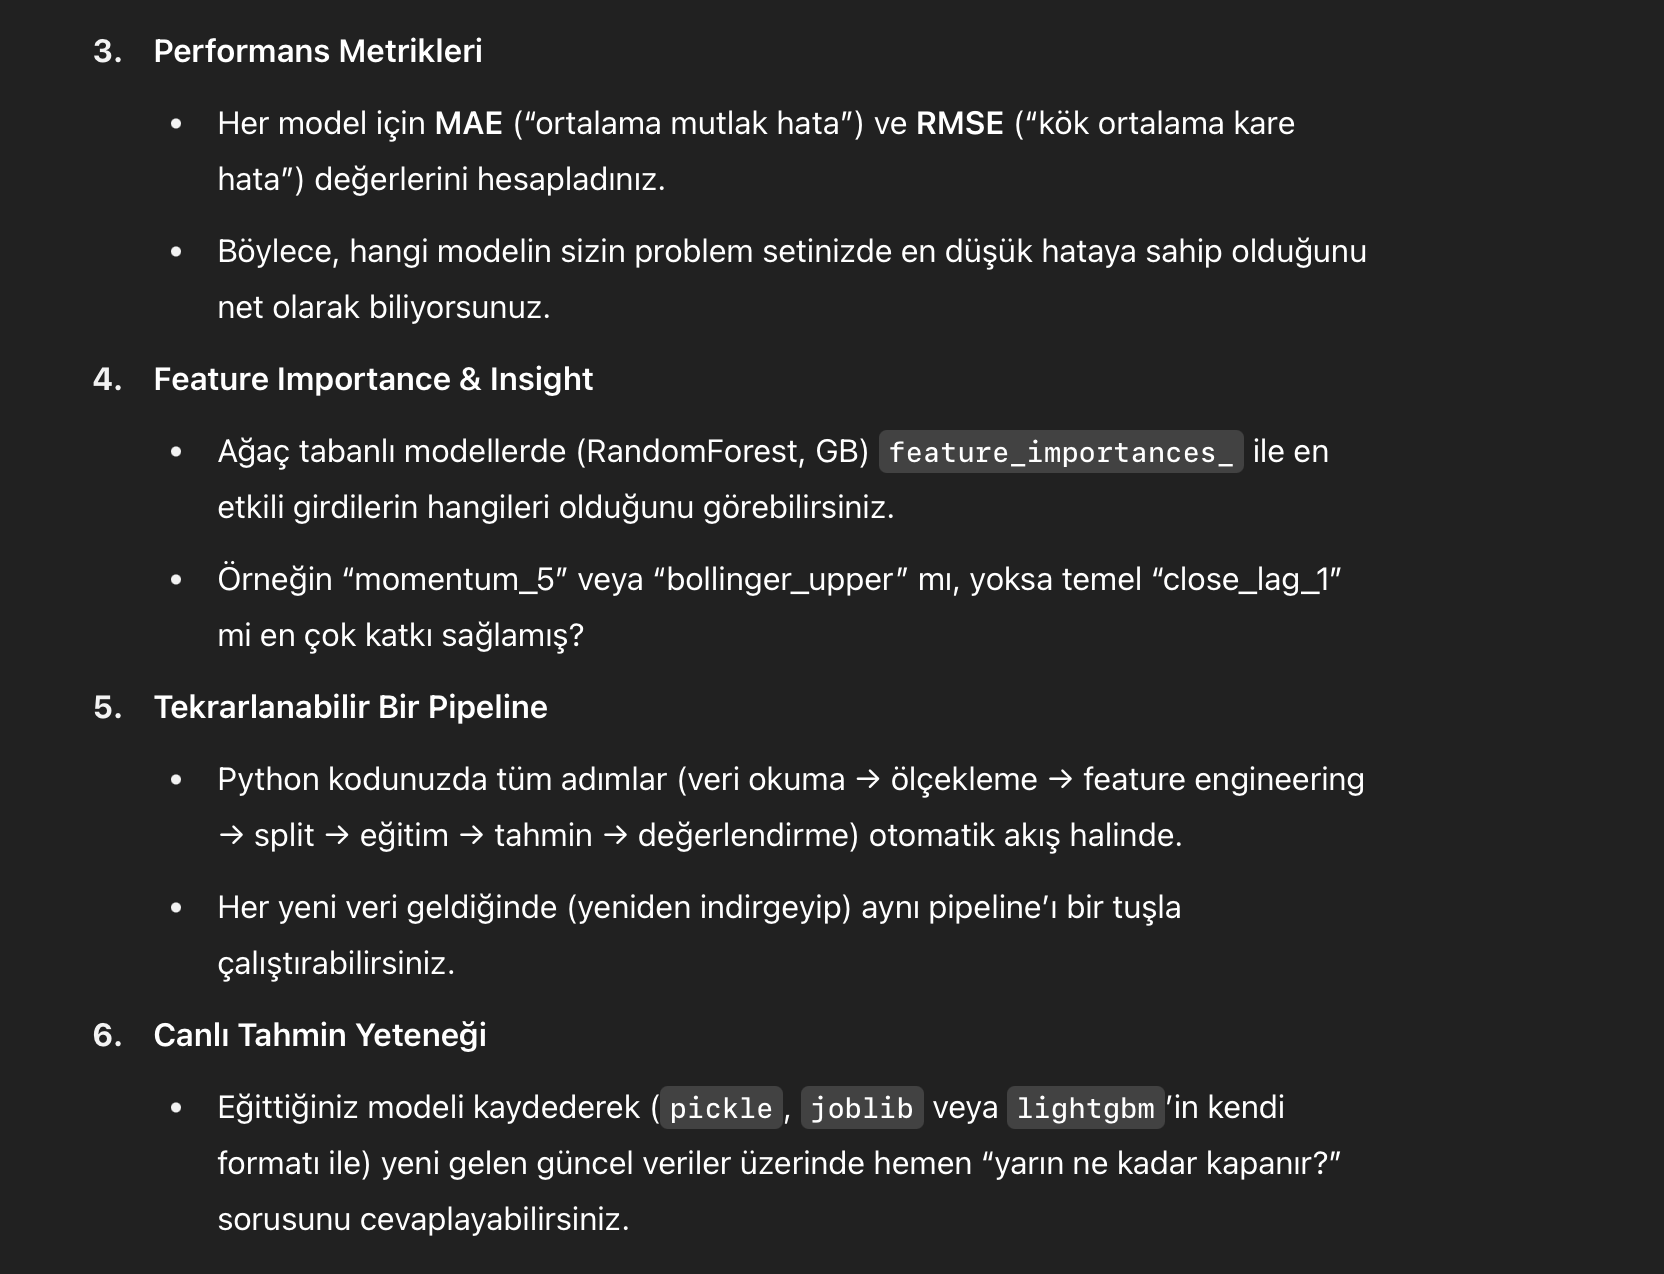 3. Performans Metrikleri
• Her model için MAE (“ortalama mutlak hata”) ve RMSE (“kök ortalama kare
hata”) değerlerini hesapladınız.
• Böylece, hangi modelin sizin problem setinizde en düşük hataya sahip olduğunu
net olarak biliyorsunuz.
4. Feature Importance & Insight
• Ağaç tabanlı modellerde (RandomForest, GB) feature_importances_ ile en
etkili girdilerin hangileri olduğunu görebilirsiniz.
• Örneğin “momentum_5” veya “bollinger_upper” mı, yoksa temel “close_lag_1”
mi en çok katkı sağlamış?
5. Tekrarlanabilir Bir Pipeline
• Python kodunuzda tüm adımlar (veri okuma → ölçekleme → feature engineering
→ split → eğitim → tahmin → değerlendirme) otomatik akış halinde.
• Her yeni veri geldiğinde (yeniden indirgeyip) aynı pipeline’ı bir tuşla
çalıştırabilirsiniz.
6. Canlı Tahmin Yeteneği
• Eğittiğiniz modeli kaydederek (pickle, joblib veya lightgbm’in kendi
formatı ile) yeni gelen güncel veriler üzerinde hemen “yarın ne kadar kapanır?”
sorusunu cevaplayabilirsiniz.